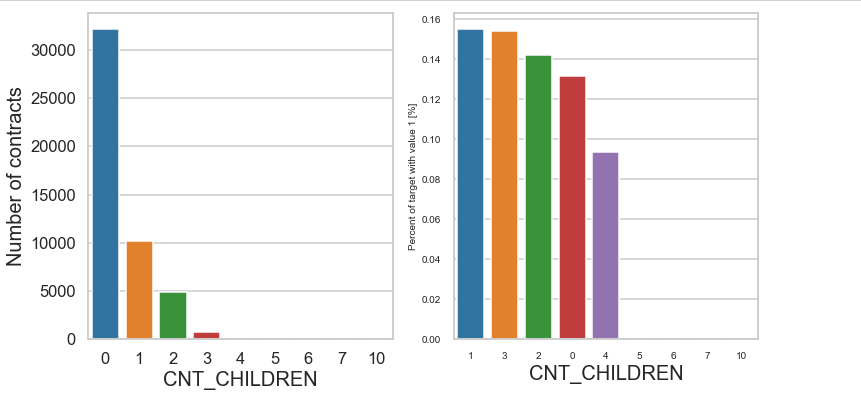 30000
25000
20000
15000
10000
5000
0
Number of contracts
0 1 2 3 4 5 6 7 10
CNT_CHILDREN
0.16
0.14
0.12
0.10
0.08
0.06
0.04
0.02
0.00
Percent of target with value 1 [%]
1 3 2 0 4 5 6 7 10
CNT_CHILDREN